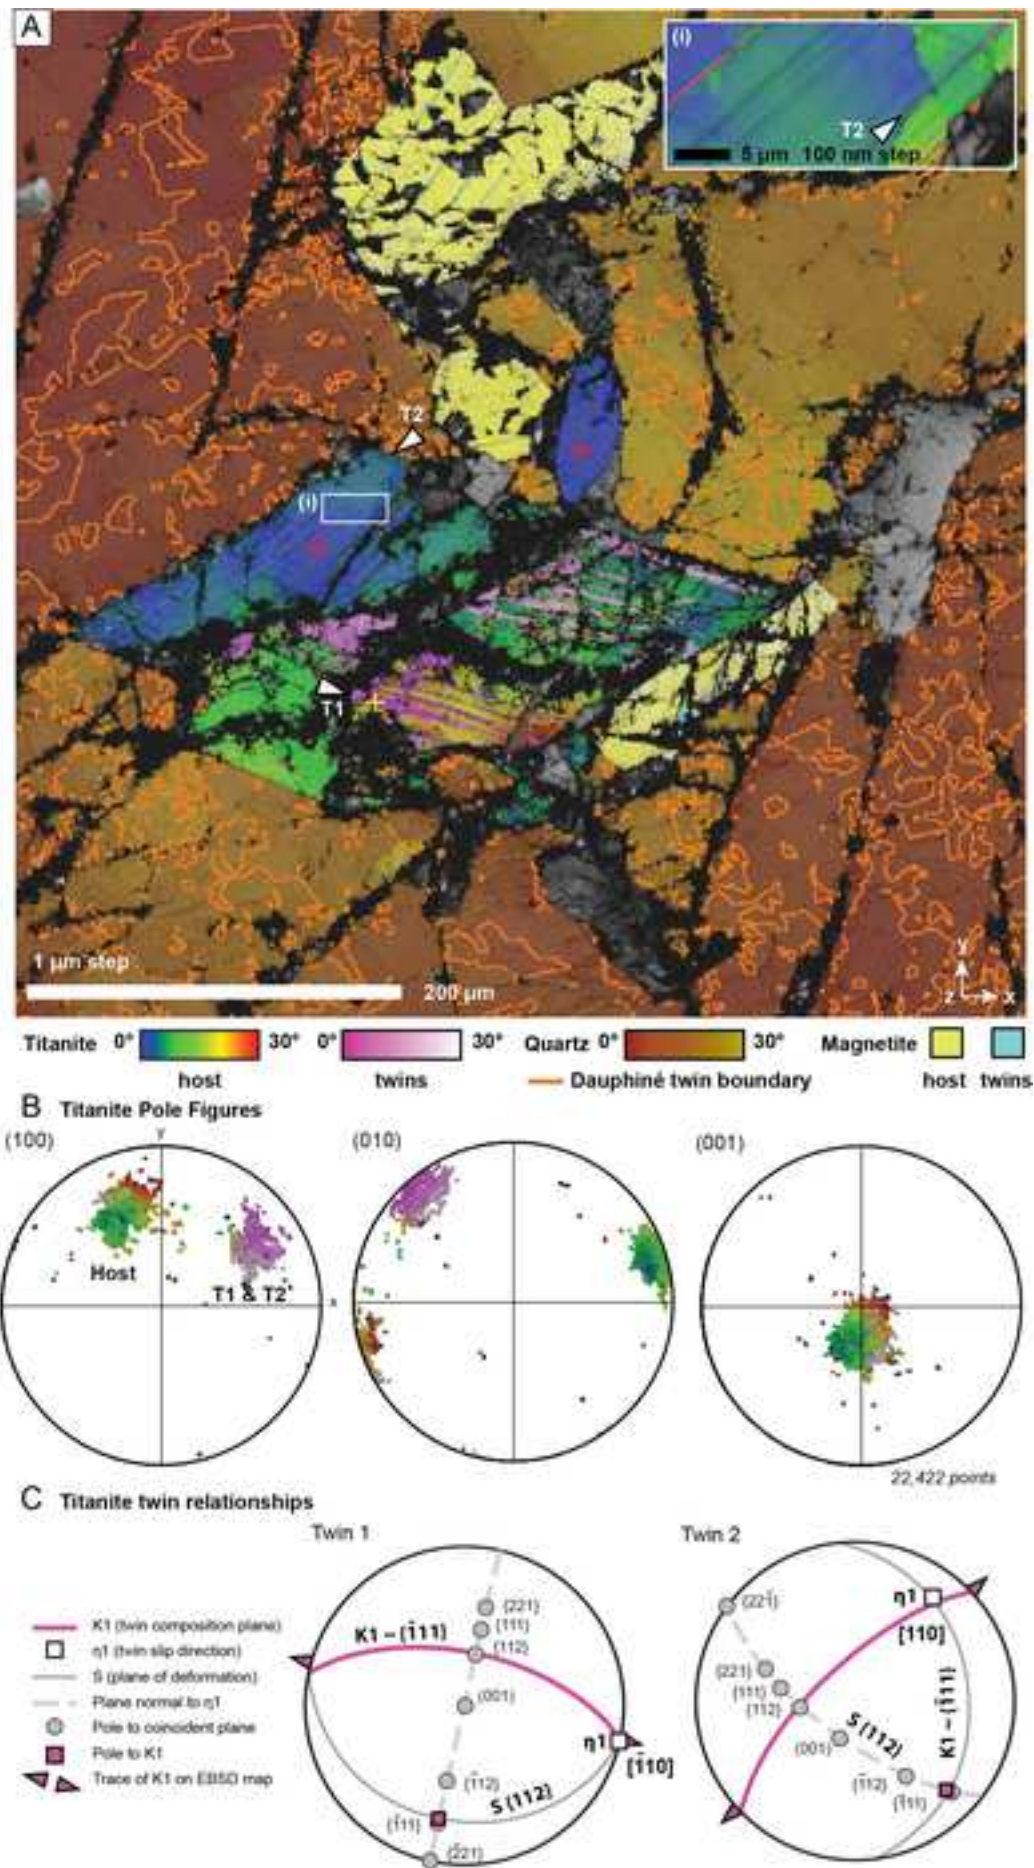 A
(i)
T2
5 µm 100 nm step
T2
(i)
T1
1 µm step
200 µm
y
z x
Titanite 0° 30° 0° 30° Quartz 0° 30° Magnetite
host twins Dauphiné twin boundary host twins
B Titanite Pole Figures
(100) y (010) (001)
Host
T1 & T2
x
22,422 points
C Titanite twin relationships
Twin 1 Twin 2
K1 (twin composition plane)
η1 (twin slip direction)
S (plane of deformation)
Plane normal to η1
Pole to coincident plane
Pole to K1
Trace of K1 on EBSD map
{221}
{111}
K1 ~ {1̄11}
{112}
{001}
η1
[1̄10]
{1̄12}
S {112}
{1̄11}
{2̄21}
{221̄}
η1
[110]
{221}
{111}
{112}
S {112}
{001}
K1 ~ {1̄11}
{1̄12}
{1̄11}